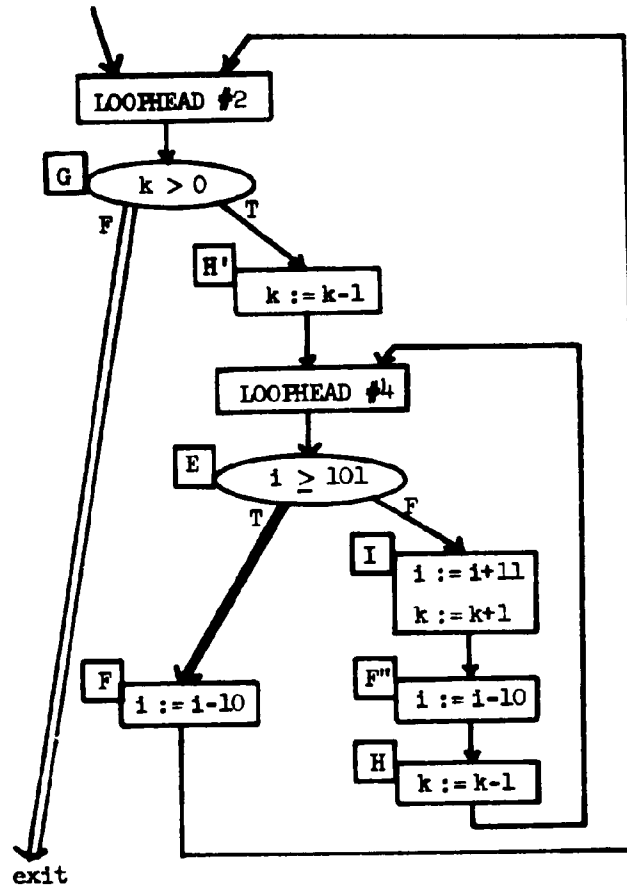 LOOPHEAD #2
G
k > 0
F
T
H'
k := k-1
LOOPHEAD #4
E
i ≥ 101
T
F
I
i := i+11
k := k+1
F
i := i-10
F"
i := i-10
H
k := k-1
exit